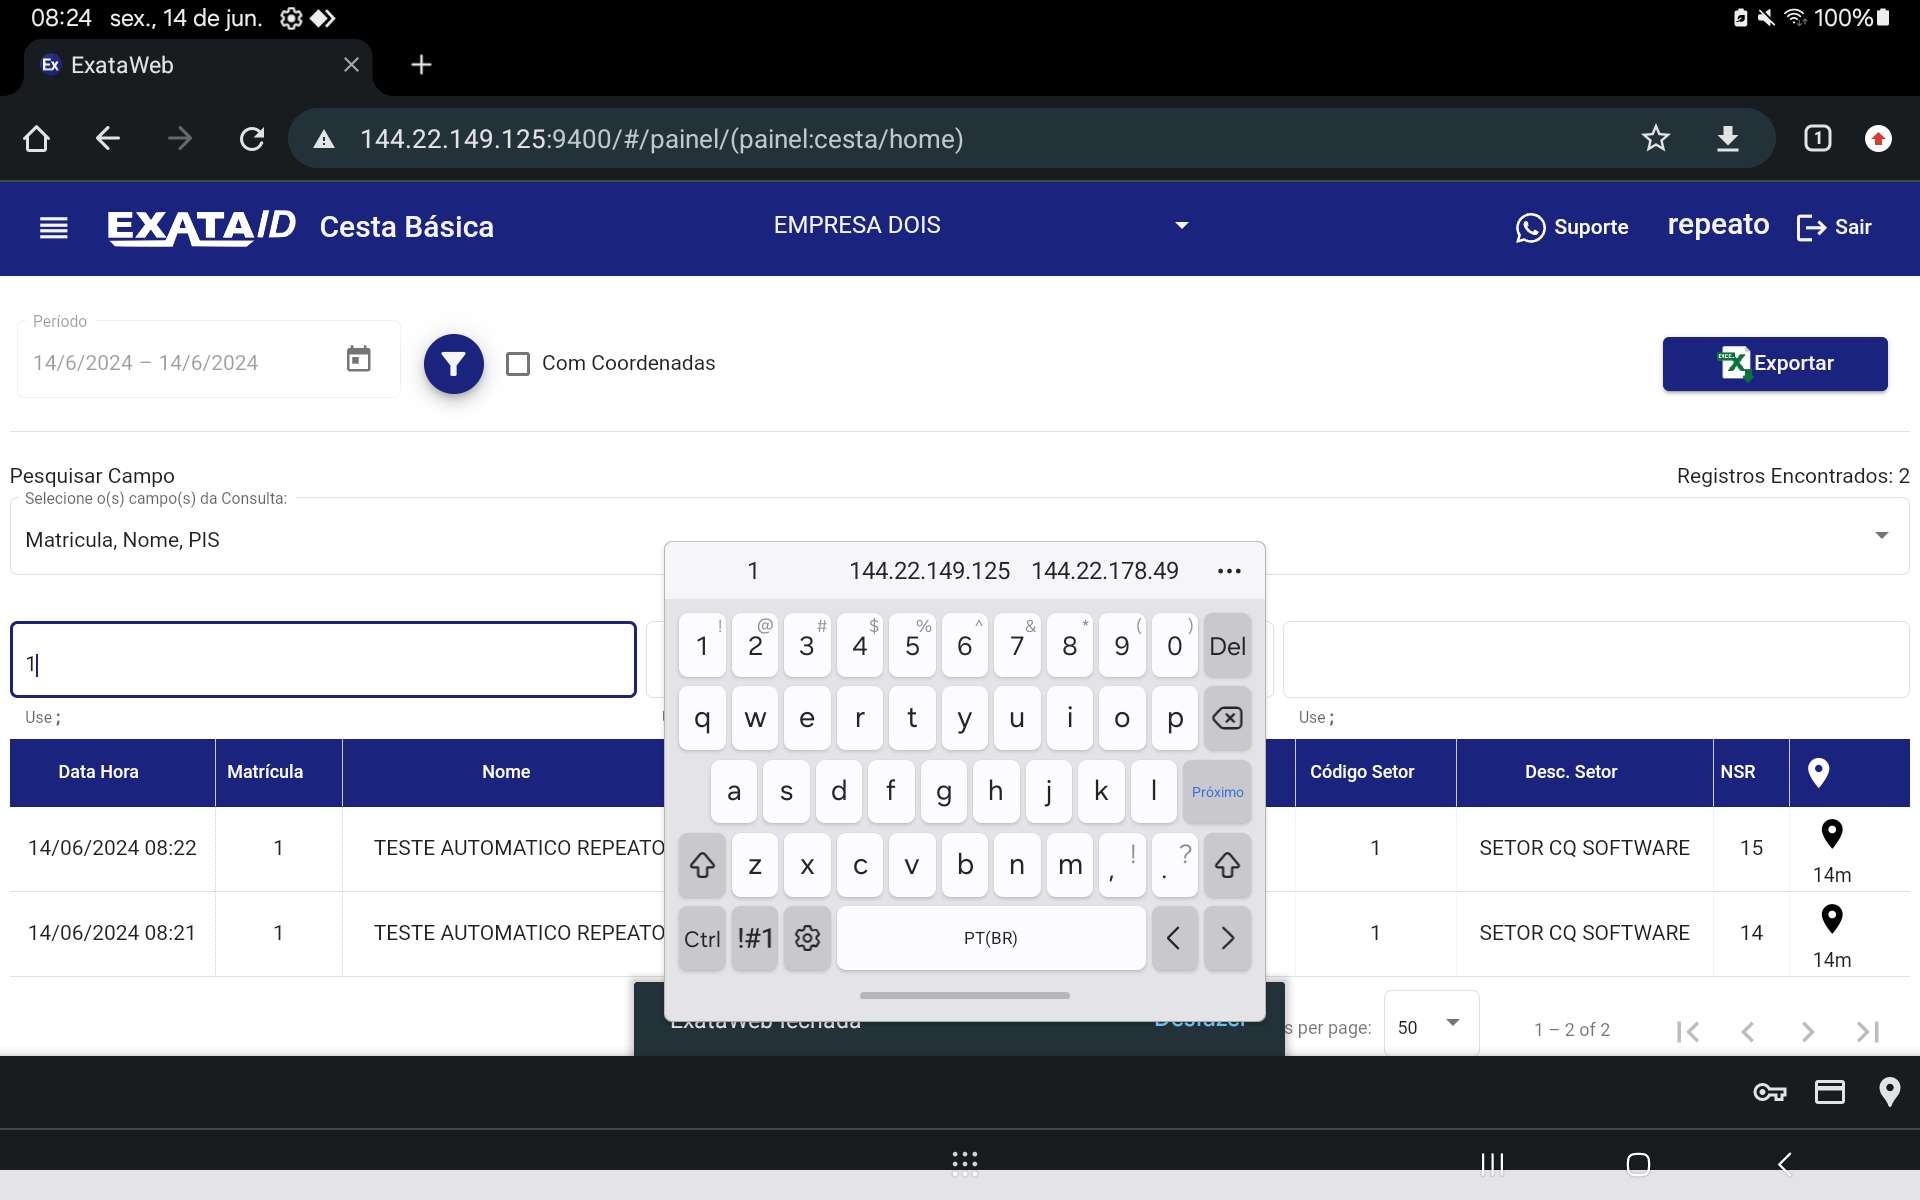 08:24 sex., 14 de jun. 100%
Ex ExataWeb
144.22.149.125:9400/#/painel/(painel:cesta/home) 1
EXATA ID Cesta Básica EMPRESA DOIS Suporte repeato Sair
Período
14/6/2024 – 14/6/2024 Com Coordenadas Exportar
Pesquisar Campo Registros Encontrados: 2
Selecione o(s) campo(s) da Consulta:
Matricula, Nome, PIS
1 144.22.149.125 144.22.178.49 ...
1
Use ; Use ;
! @ # $ % ^ & * ( )
1 2 3 4 5 6 7 8 9 0 Del
q w e r t y u i o p
a s d f g h j k l Próximo
! ?
z x c v b n m , .
Ctrl !#1 PT(BR) < >
Data Hora Matrícula Nome Código Setor Desc. Setor NSR
14/06/2024 08:22 1 TESTE AUTOMATICO REPEATO 1 SETOR CQ SOFTWARE 15 14m
14/06/2024 08:21 1 TESTE AUTOMATICO REPEATO 1 SETOR CQ SOFTWARE 14 14m
ExataWeb fechada Desfazer s per page: 50 1 – 2 of 2